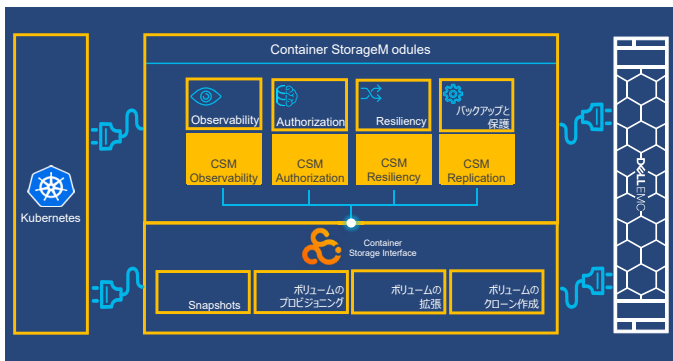 Container StorageM odules
Observability
Authorization
Resiliency
バックアップと
保護
CSM
Observability
CSM
Authorization
CSM
Resiliency
CSM
Replication
Kubernetes
Container
Storage Interface
Snapshots
ボリュームの
プロビジョニング
ボリュームの
拡張
ボリュームの
クローン作成
DELLEMC